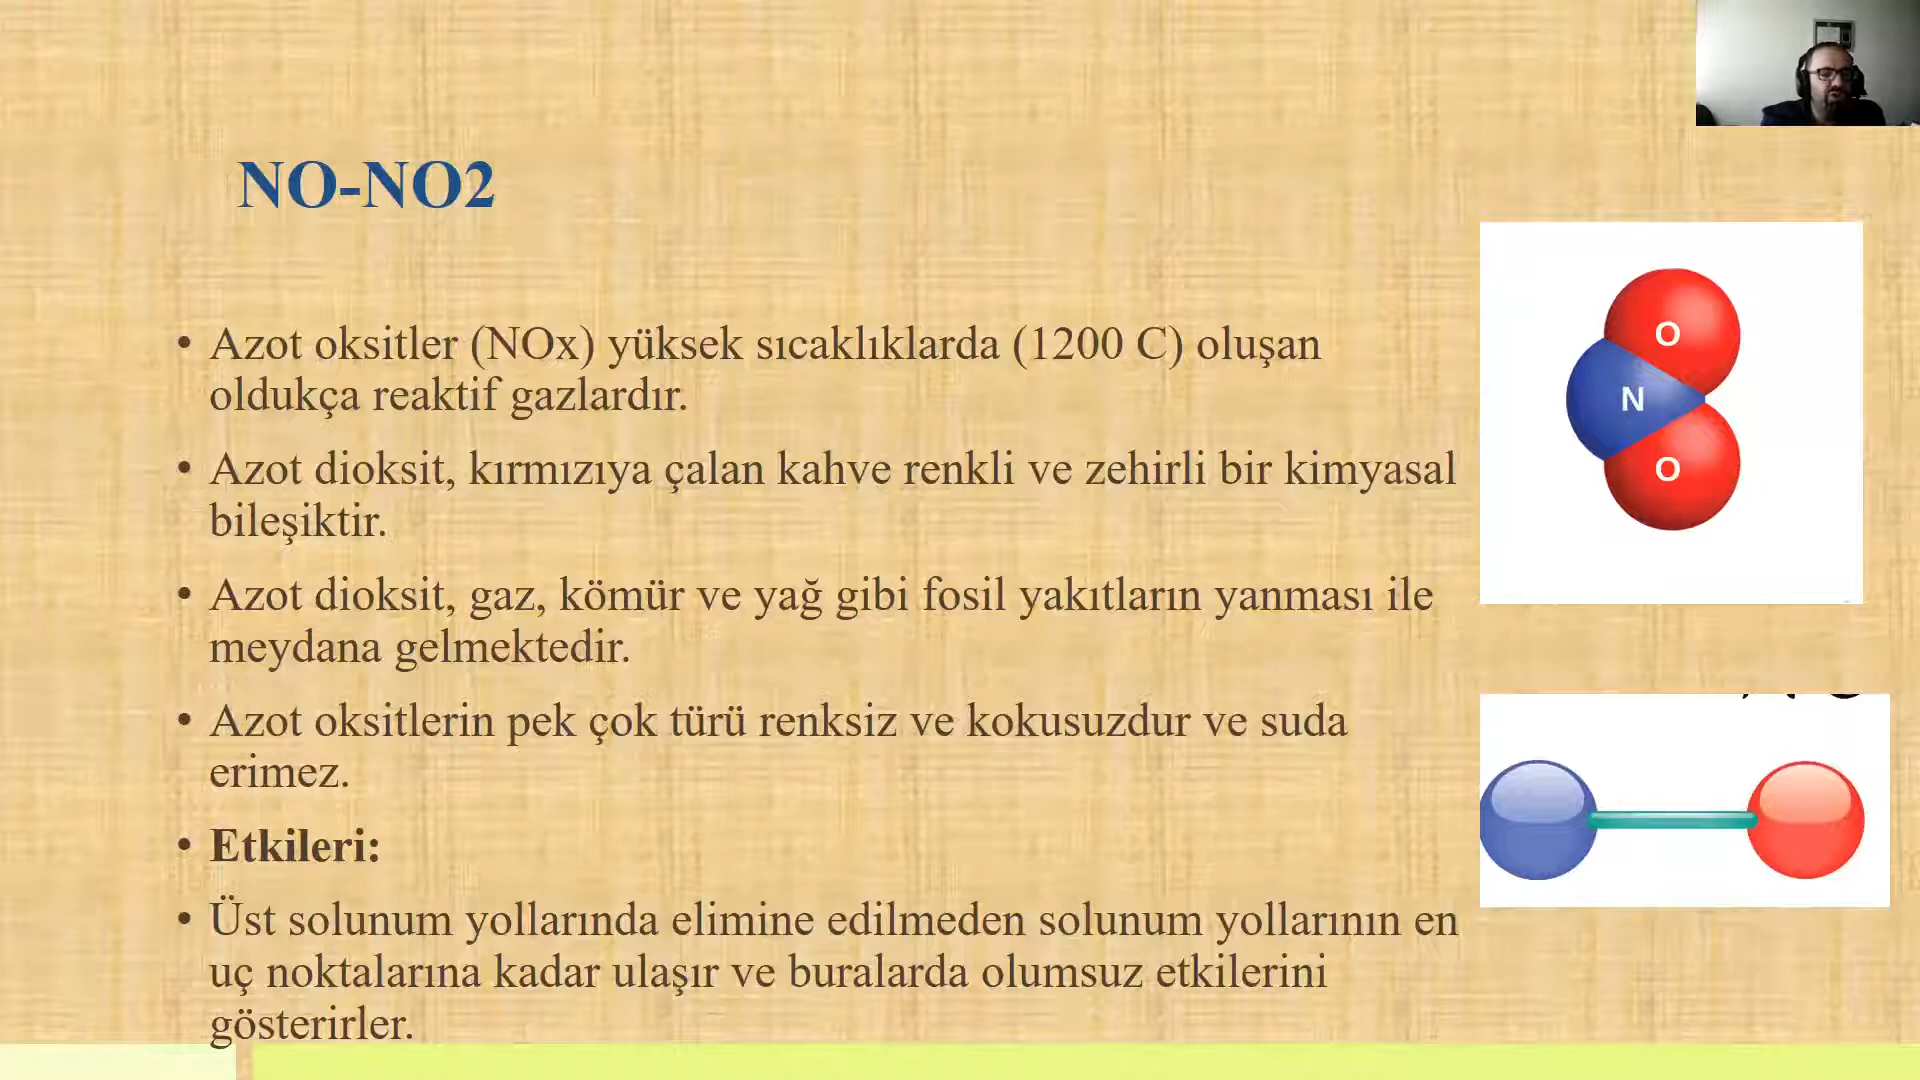 NO-NO2
• Azot oksitler (NOx) yüksek sıcaklıklarda (1200 C) oluşan
oldukça reaktif gazlardır.
• Azot dioksit, kırmızıya çalan kahve renkli ve zehirli bir kimyasal
bileşiktir.
• Azot dioksit, gaz, kömür ve yağ gibi fosil yakıtların yanması ile
meydana gelmektedir.
• Azot oksitlerin pek çok türü renksiz ve kokusuzdur ve suda
erimez.
• Etkileri:
• Üst solunum yollarında elimine edilmeden solunum yollarının en
uç noktalarına kadar ulaşır ve buralarda olumsuz etkilerini
gösterirler.
O
N
O